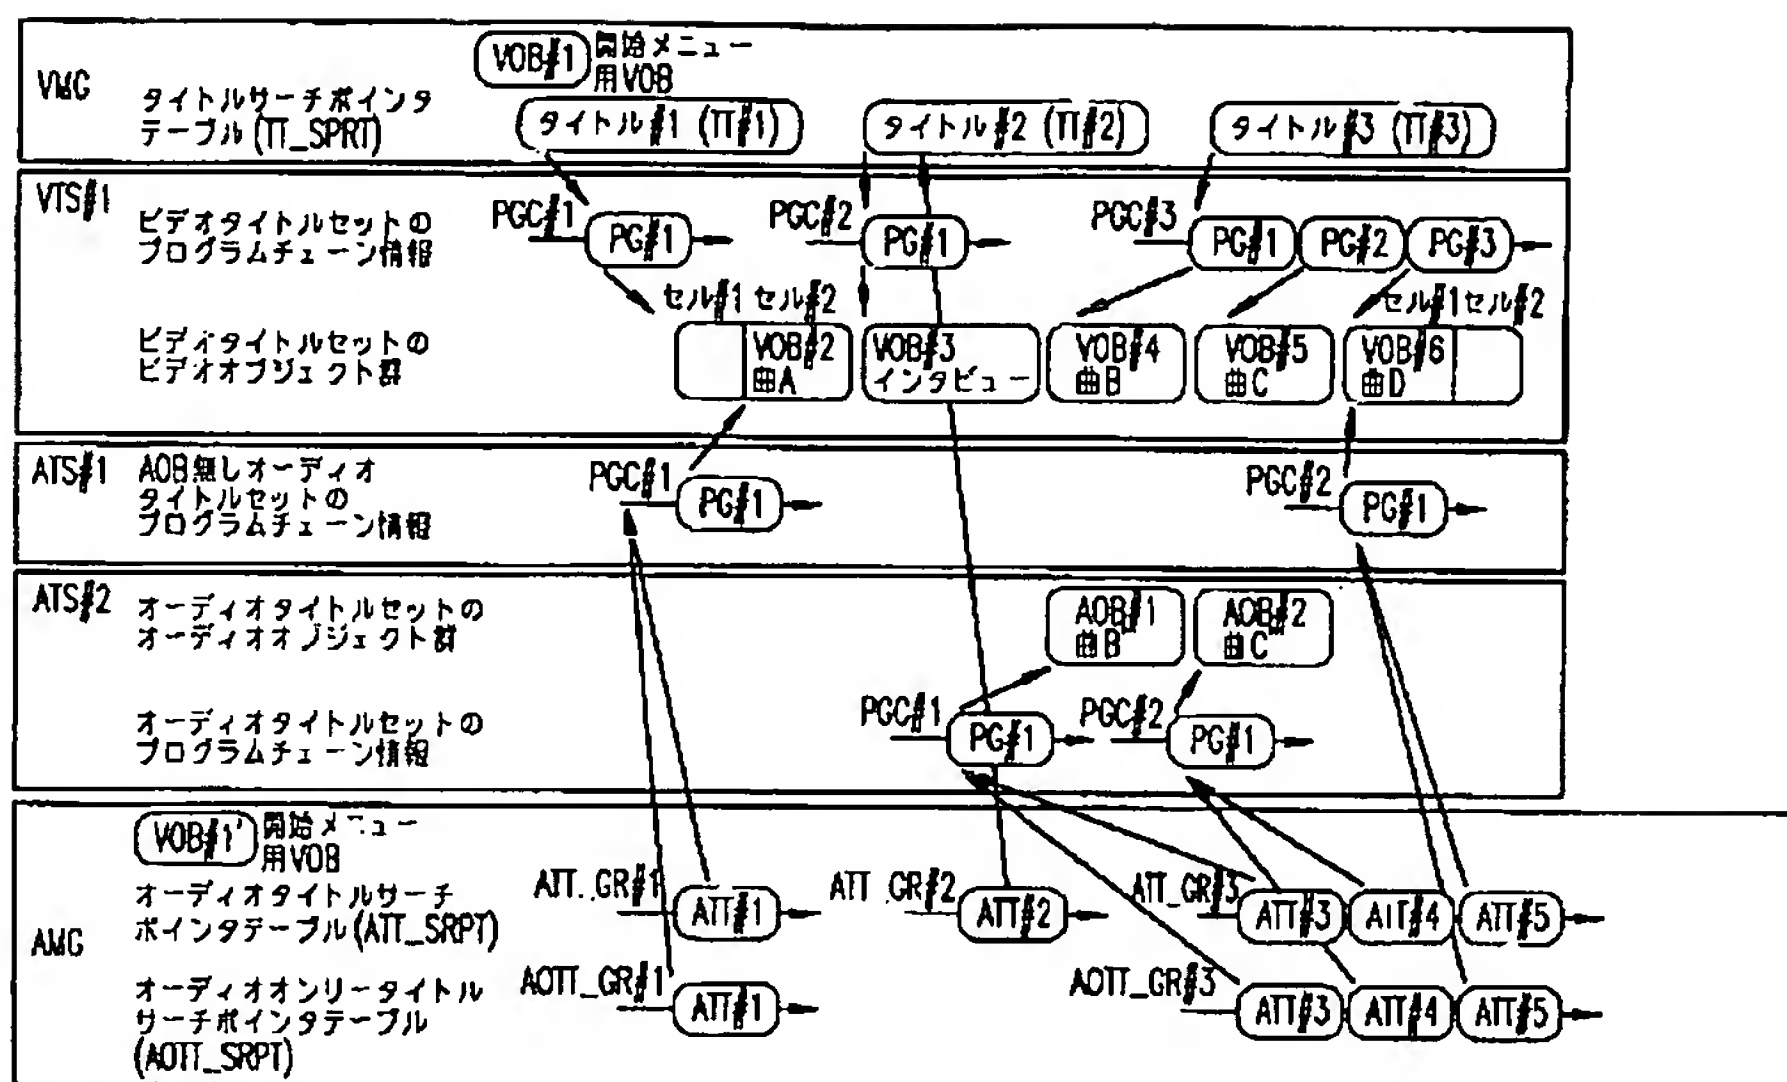 VMG
VOB#1
開始メニュー
用VOB
タイトルサーチポインタ
テーブル(TT_SPRT)
タイトル#1 (TT#1)
タイトル#2 (TT#2)
タイトル#3 (TT#3)
VTS#1
ビデオタイトルセットの
プログラムチェーン情報
PGC#1
PG#1
PGC#2
PG#1
PGC#3
PG#1
PG#2
PG#3
ビデオタイトルセットの
ビデオオブジェクト群
セル#1 セル#2
VOB#2
曲A
VOB#3
インタビュー
VOB#4
曲B
VOB#5
曲C
セル#1 セル#2
VOB#6
曲D
ATS#1
AOB無しオーディオ
タイトルセットの
プログラムチェーン情報
PGC#1
PG#1
PGC#2
PG#1
ATS#2
オーディオタイトルセットの
オーディオオブジェクト群
AOB#1
曲B
AOB#2
曲C
オーディオタイトルセットの
プログラムチェーン情報
PGC#1
PG#1
PGC#2
PG#1
AMG
VOB#1'
開始メニュー
用VOB
オーディオタイトルサーチ
ポインタテーブル(ATT_SRPT)
ATT_GR#1
ATT#1
ATT_GR#2
ATT#2
ATT_GR#3
ATT#3
ATT#4
ATT#5
オーディオオンリータイトル
サーチポインタテーブル
(AOTT_SRPT)
AOTT_GR#1
ATT#1
AOTT_GR#3
ATT#3
ATT#4
ATT#5